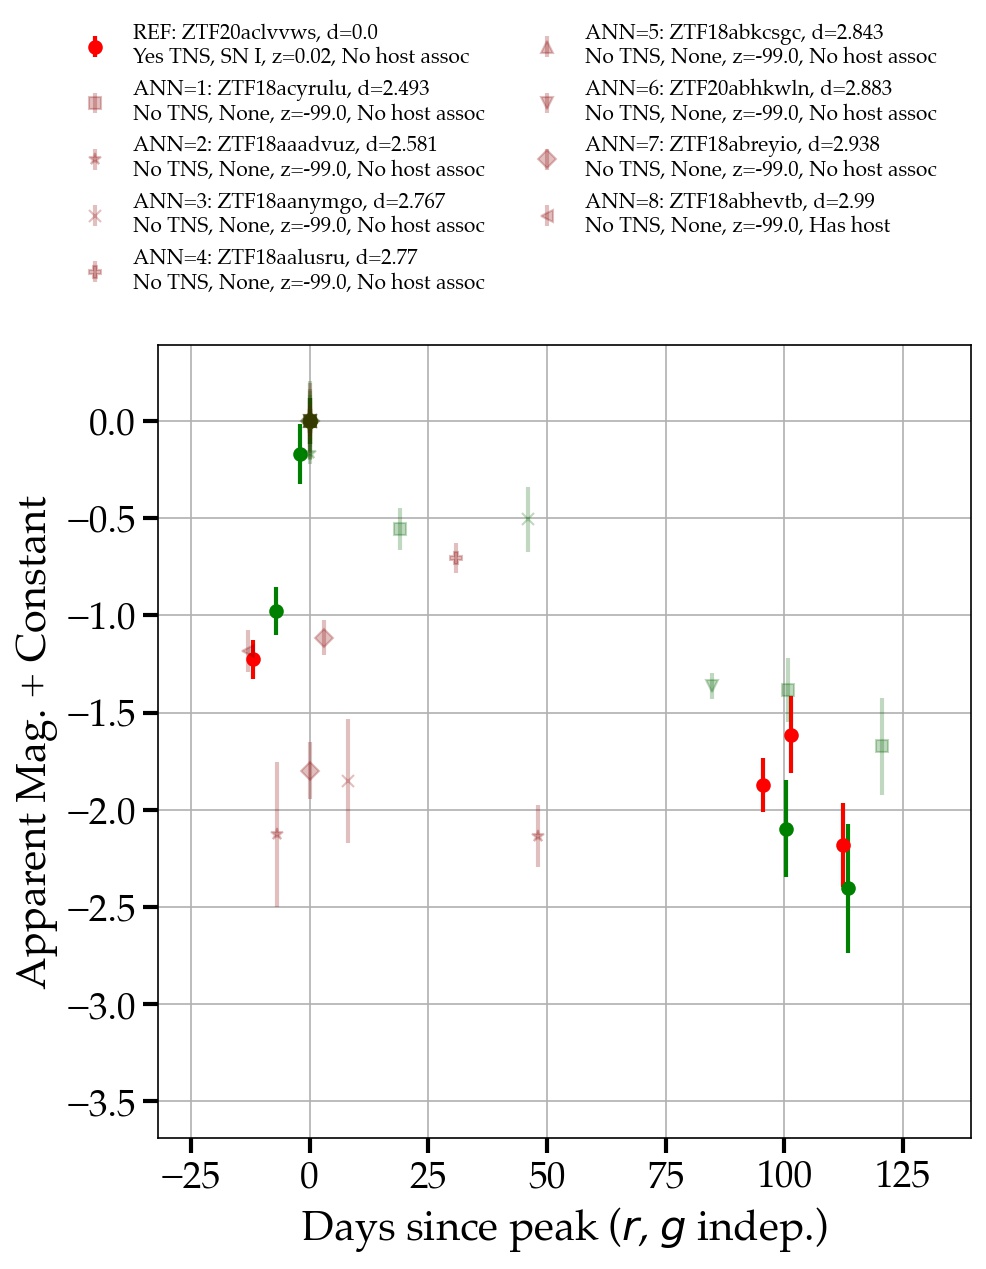 REF: ZTF20aclvvws, d=0.0
Yes TNS, SN I, z=0.02, No host assoc
ANN=1: ZTF18acyrulu, d=2.493
No TNS, None, z=-99.0, No host assoc
ANN=2: ZTF18aaadvuz, d=2.581
No TNS, None, z=-99.0, No host assoc
ANN=3: ZTF18aanymgo, d=2.767
No TNS, None, z=-99.0, No host assoc
ANN=4: ZTF18aalusru, d=2.77
No TNS, None, z=-99.0, No host assoc
ANN=5: ZTF18abkcsgc, d=2.843
No TNS, None, z=-99.0, No host assoc
ANN=6: ZTF20abhkwln, d=2.883
No TNS, None, z=-99.0, No host assoc
ANN=7: ZTF18abreyio, d=2.938
No TNS, None, z=-99.0, No host assoc
ANN=8: ZTF18abhevtb, d=2.99
No TNS, None, z=-99.0, Has host
Apparent Mag. + Constant
0.0
−0.5
−1.0
−1.5
−2.0
−2.5
−3.0
−3.5
−25 0 25 50 75 100 125
Days since peak (r, g indep.)